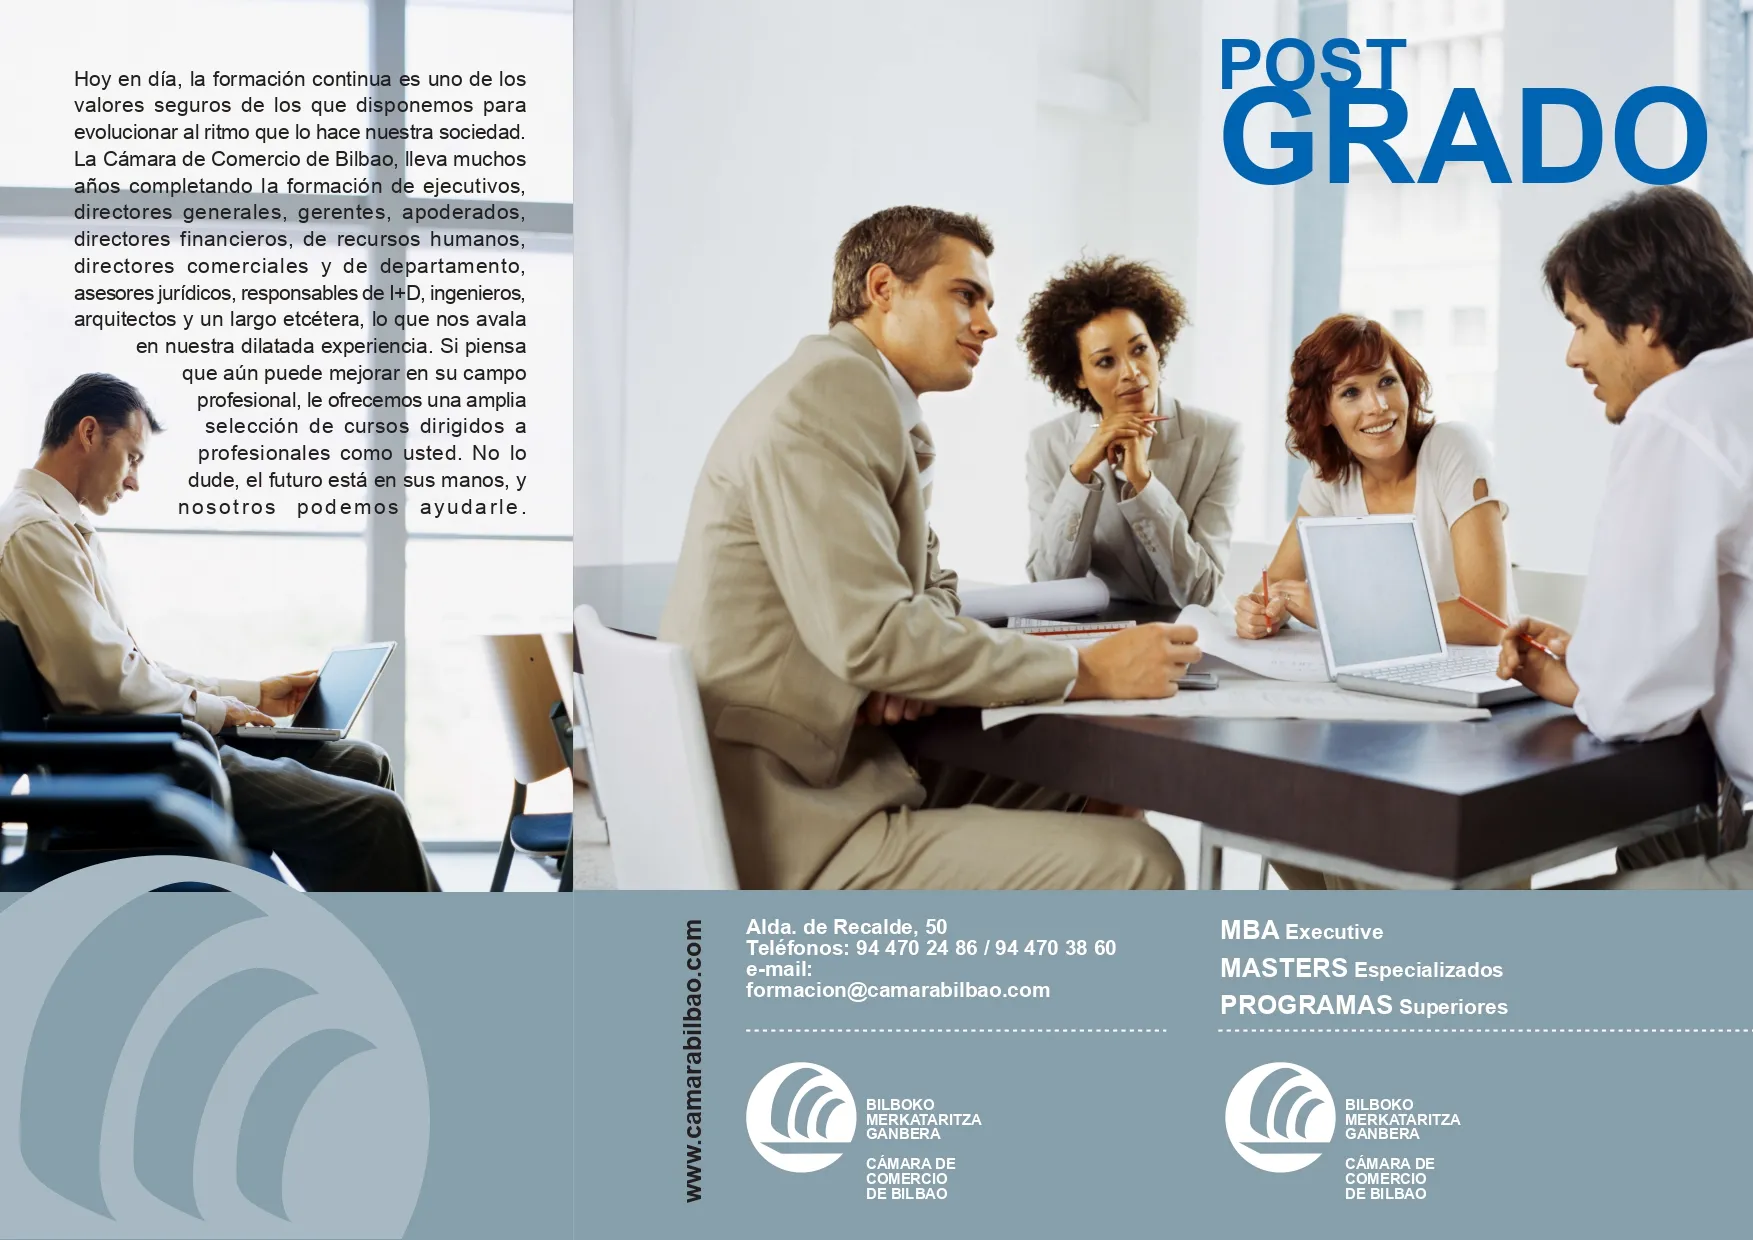 Hoy en día, la formación continua es uno de los
valores seguros de los que disponemos para
evolucionar al ritmo que lo hace nuestra sociedad.
La Cámara de Comercio de Bilbao, lleva muchos
años completando la formación de ejecutivos,
directores generales, gerentes, apoderados,
directores financieros, de recursos humanos,
directores comerciales y de departamento,
asesores jurídicos, responsables de I+D, ingenieros,
arquitectos y un largo etcétera, lo que nos avala
en nuestra dilatada experiencia. Si piensa
que aún puede mejorar en su campo
profesional, le ofrecemos una amplia
selección de cursos dirigidos a
profesionales como usted. No lo
dude, el futuro está en sus manos, y
nosotros podemos ayudarle.
www.camarabilbao.com
Alda. de Recalde, 50
Teléfonos: 94 470 24 86 / 94 470 38 60
e-mail:
formacion@camarabilbao.com
BILBOKO
MERKATARITZA
GANBERA
CÁMARA DE
COMERCIO
DE BILBAO
POST
GRADO
MBA Executive
MASTERS Especializados
PROGRAMAS Superiores
BILBOKO
MERKATARITZA
GANBERA
CÁMARA DE
COMERCIO
DE BILBAO